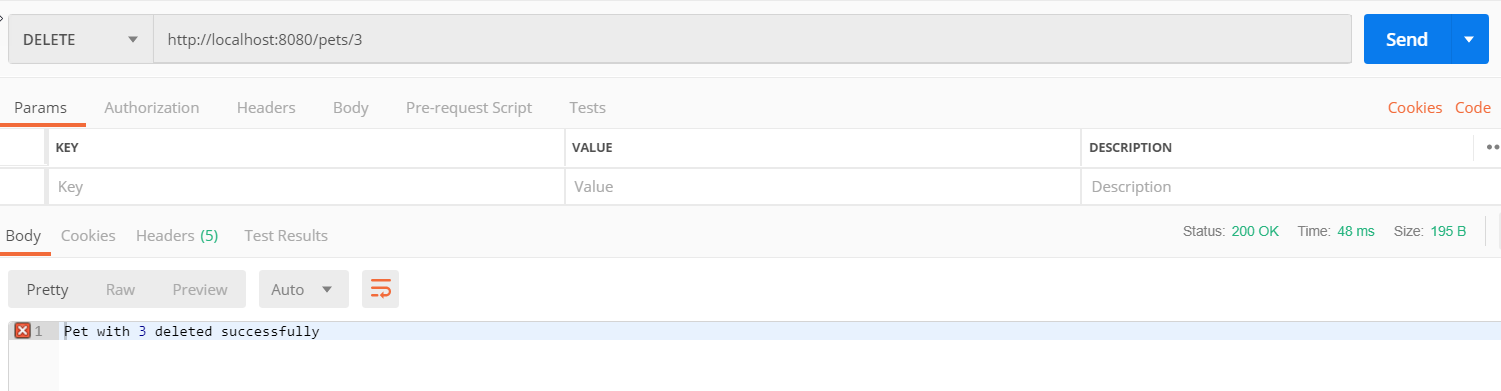 DELETE http://localhost:8080/pets/3 Send
Params Authorization Headers Body Pre-request Script Tests Cookies Code
KEY VALUE DESCRIPTION
Key Value Description
Body Cookies Headers (5) Test Results Status: 200 OK Time: 48 ms Size: 195 B
Pretty Raw Preview Auto
1 Pet with 3 deleted successfully